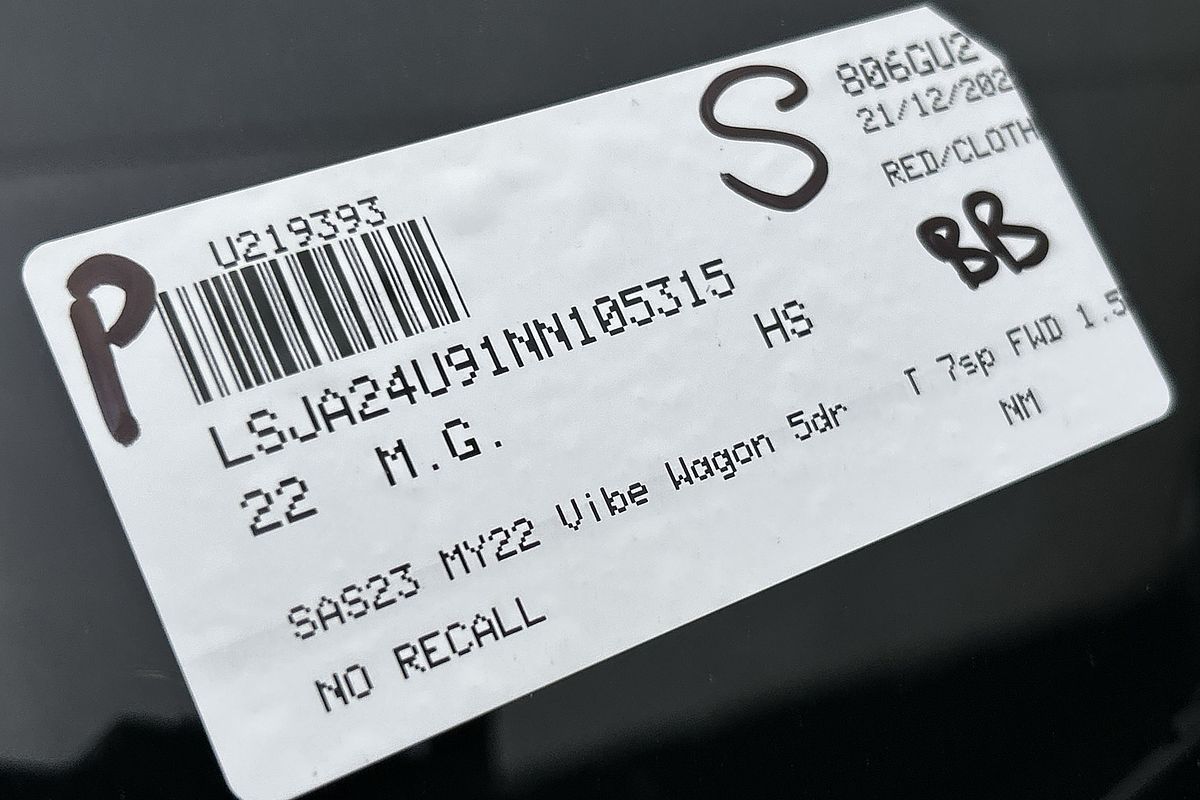 S
806GU2
21/12/202
RED/CLOTH
BB
P
U219393
LSJA24U91NN105315
22 M.G. HS
SAS23 MY22 Vibe Wagon 5dr T 7sp FWD 1.5
NO RECALL NM